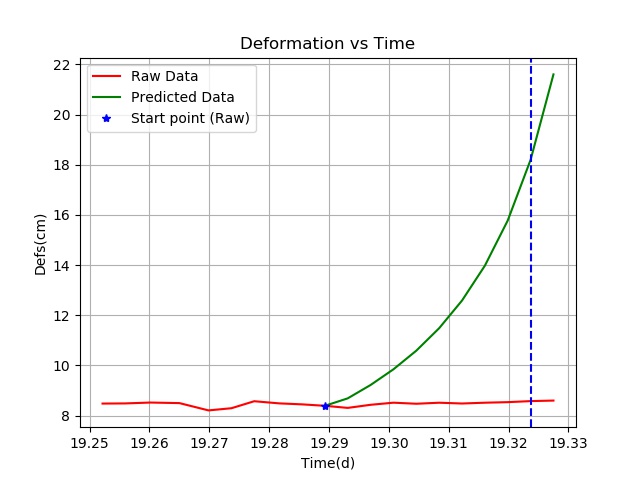 Deformation vs Time
Raw Data
Predicted Data
Start point (Raw)
Defs(cm)
22
20
18
16
14
12
10
8
19.25 19.26 19.27 19.28 19.29 19.30 19.31 19.32 19.33
Time(d)